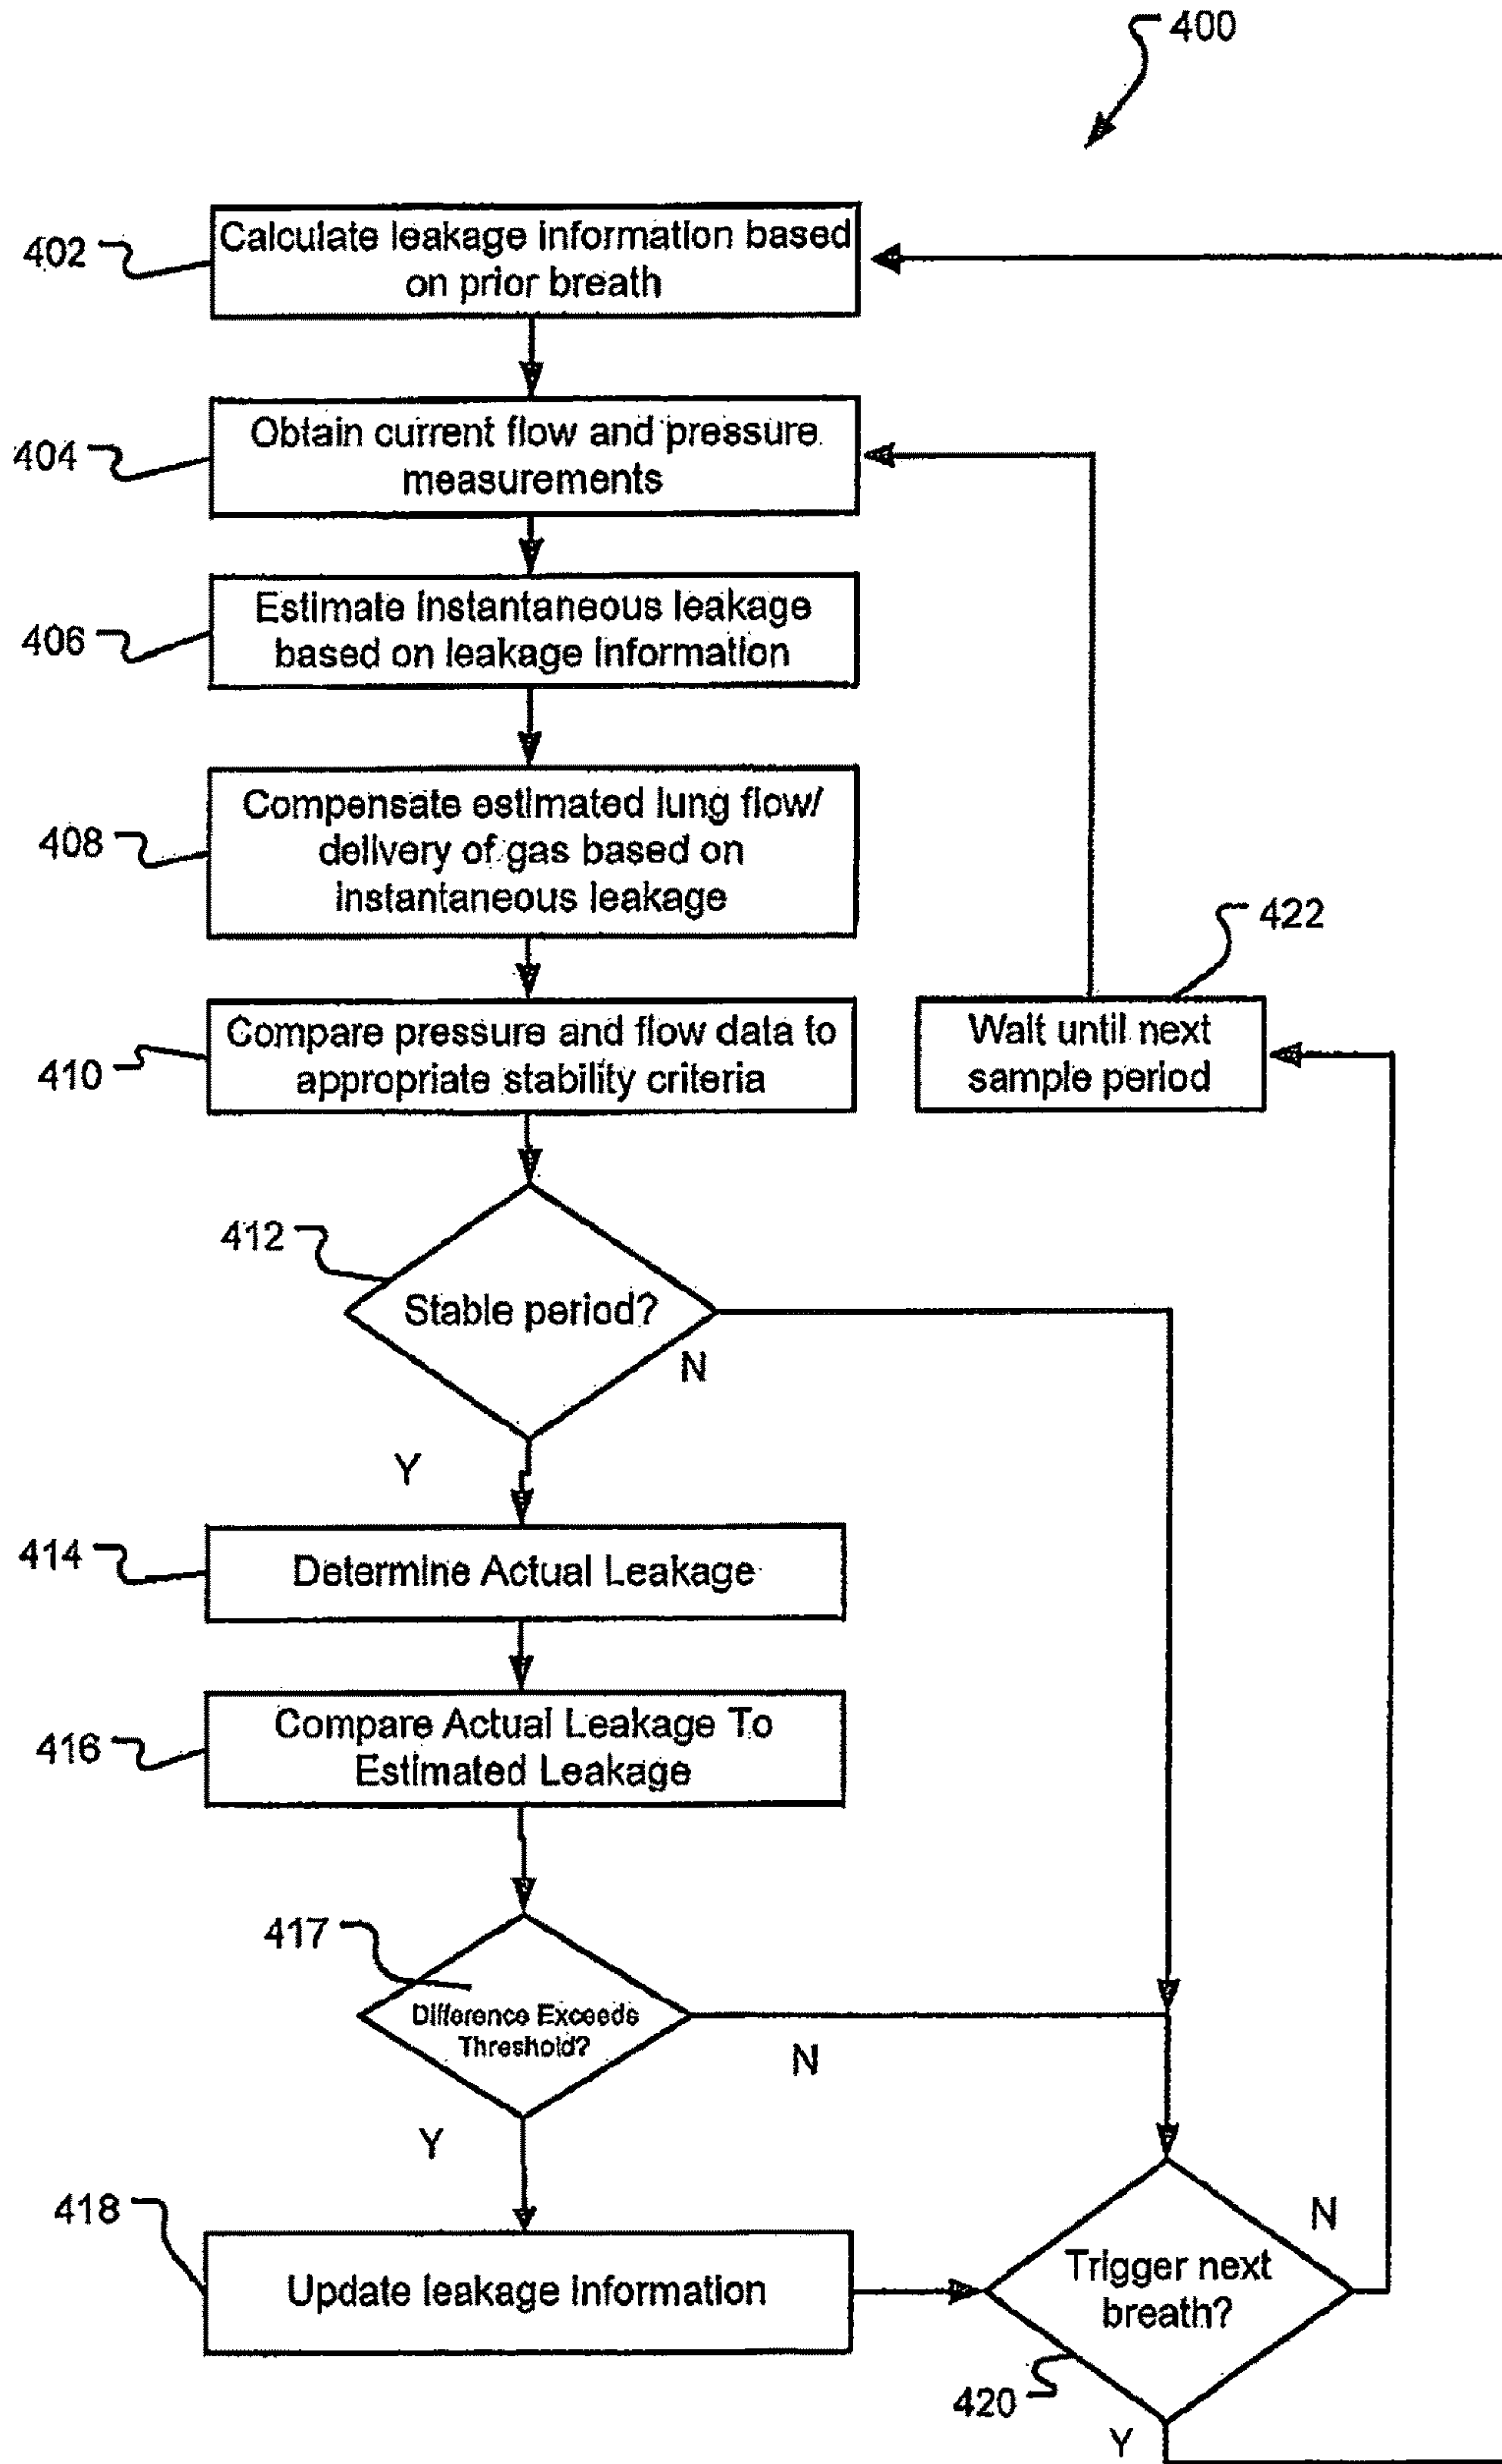 400
402
Calculate leakage information based
on prior breath
404
Obtain current flow and pressure
measurements
406
Estimate instantaneous leakage
based on leakage information
408
Compensate estimated lung flow/
delivery of gas based on
instantaneous leakage
422
Wait until next
sample period
410
Compare pressure and flow data to
appropriate stability criteria
412
Stable period?
N
Y
414
Determine Actual Leakage
416
Compare Actual Leakage To
Estimated Leakage
417
Difference Exceeds
Threshold?
N
Y
418
Update leakage information
Trigger next
breath?
N
420
Y